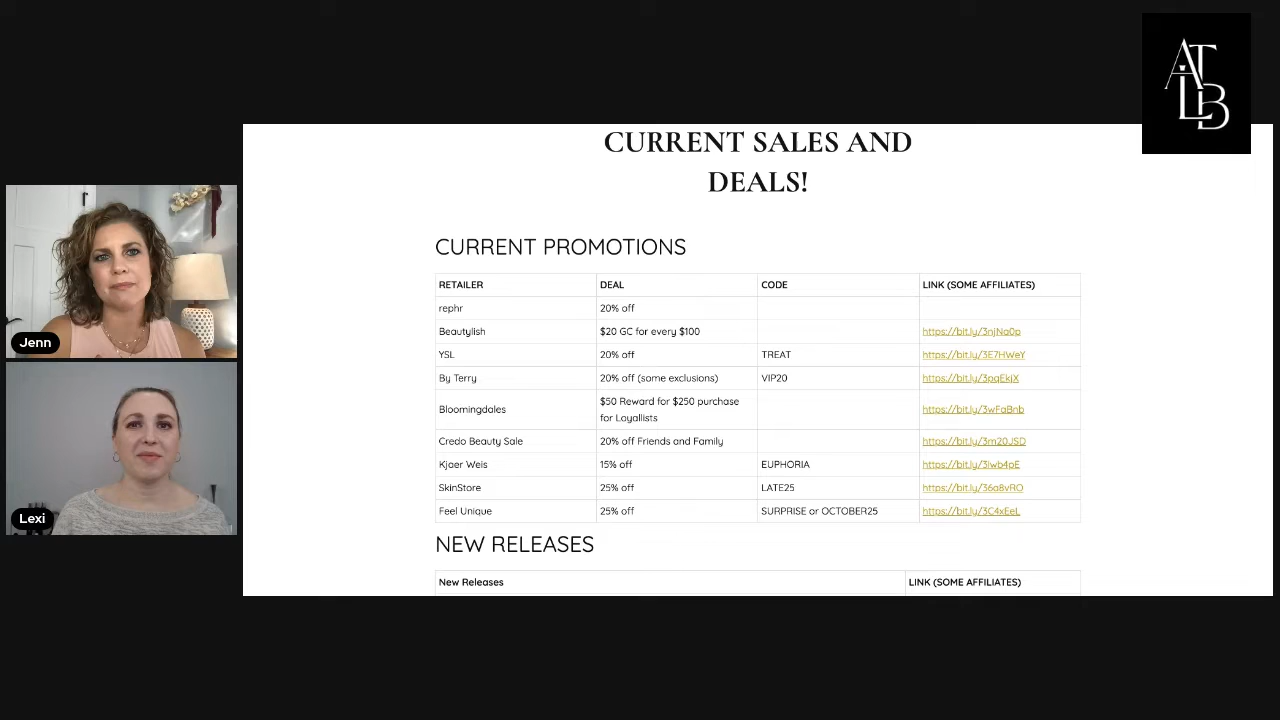 ATLB
CURRENT SALES AND
DEALS!
CURRENT PROMOTIONS
RETAILER DEAL CODE LINK (SOME AFFILIATES)
rephr 20% off
Beautylish $20 GC for every $100 https://bit.ly/3njNa0p
YSL 20% off TREAT https://bit.ly/3E7HWeY
By Terry 20% off (some exclusions) VIP20 https://bit.ly/3pqEkjX
Bloomingdales $50 Reward for $250 purchase
for Loyallists https://bit.ly/3wFaBnb
Credo Beauty Sale 20% off Friends and Family https://bit.ly/3m20JSD
Kjaer Weis 15% off EUPHORIA https://bit.ly/3iwb4pE
SkinStore 25% off LATE25 https://bit.ly/36a8vRO
Feel Unique 25% off SURPRISE or OCTOBER25 https://bit.ly/3C4xEeL
NEW RELEASES
New Releases LINK (SOME AFFILIATES)
Jenn
Lexi